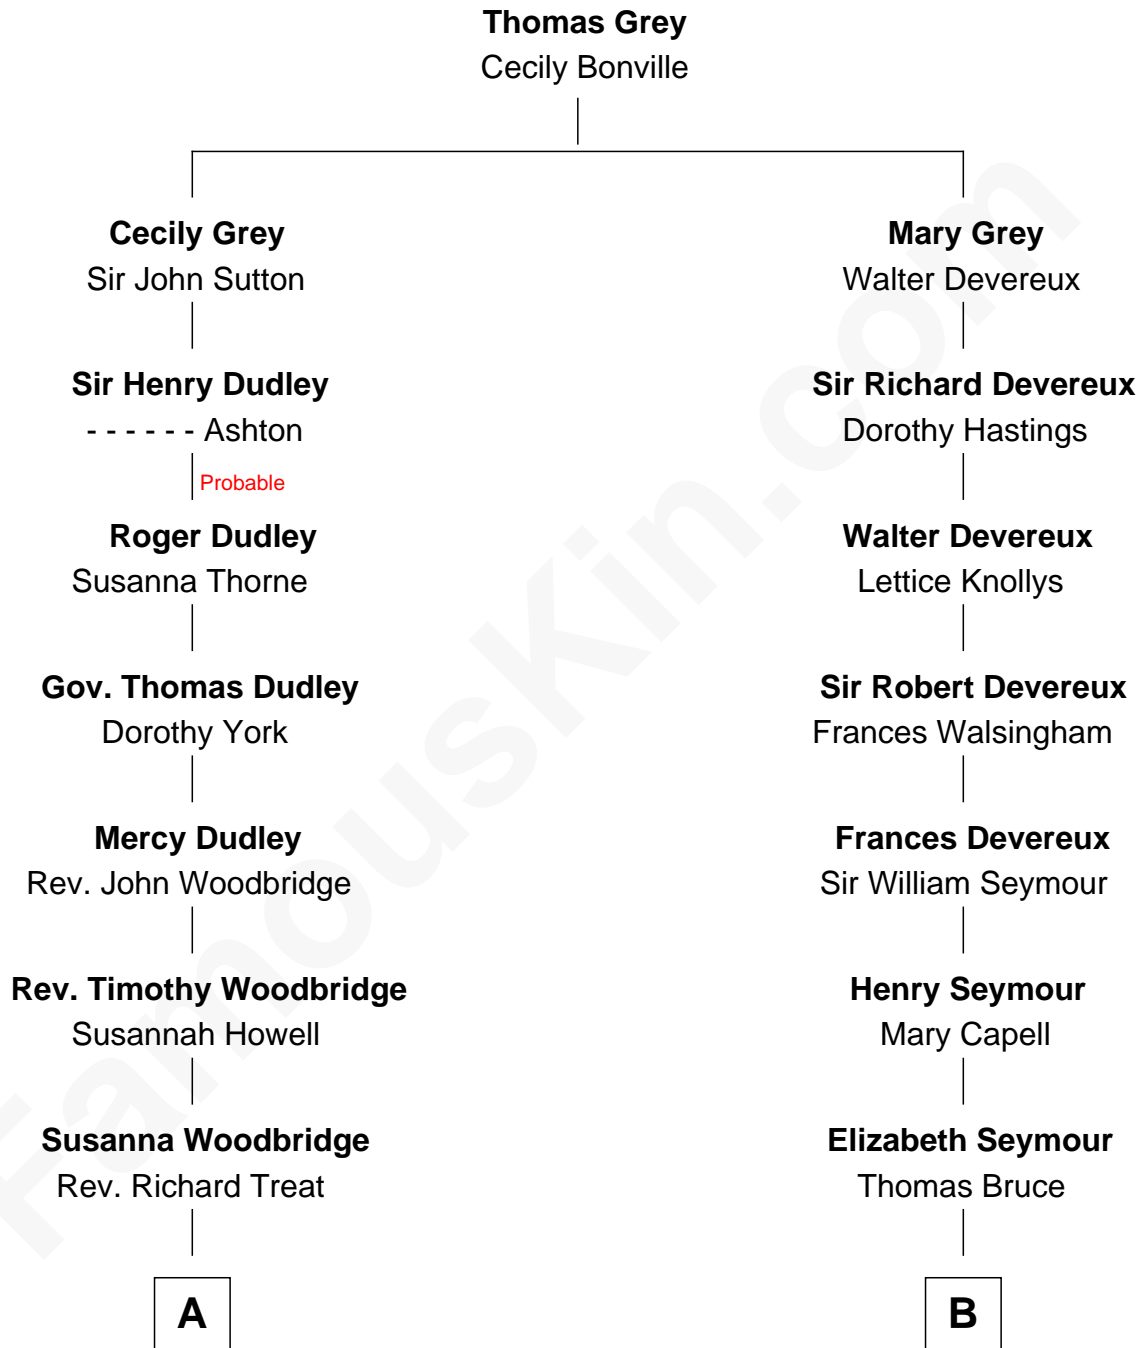 Thomas Grey
Cecily Bonville
Cecily Grey
Sir John Sutton
Mary Grey
Walter Devereux
Sir Henry Dudley
- - - - - - Ashton
Probable
Sir Richard Devereux
Dorothy Hastings
Roger Dudley
Susanna Thorne
Walter Devereux
Lettice Knollys
Gov. Thomas Dudley
Dorothy York
Sir Robert Devereux
Frances Walsingham
Mercy Dudley
Rev. John Woodbridge
Frances Devereux
Sir William Seymour
Rev. Timothy Woodbridge
Susannah Howell
Henry Seymour
Mary Capell
Susanna Woodbridge
Rev. Richard Treat
Elizabeth Seymour
Thomas Bruce
A
B
FamousKin.com